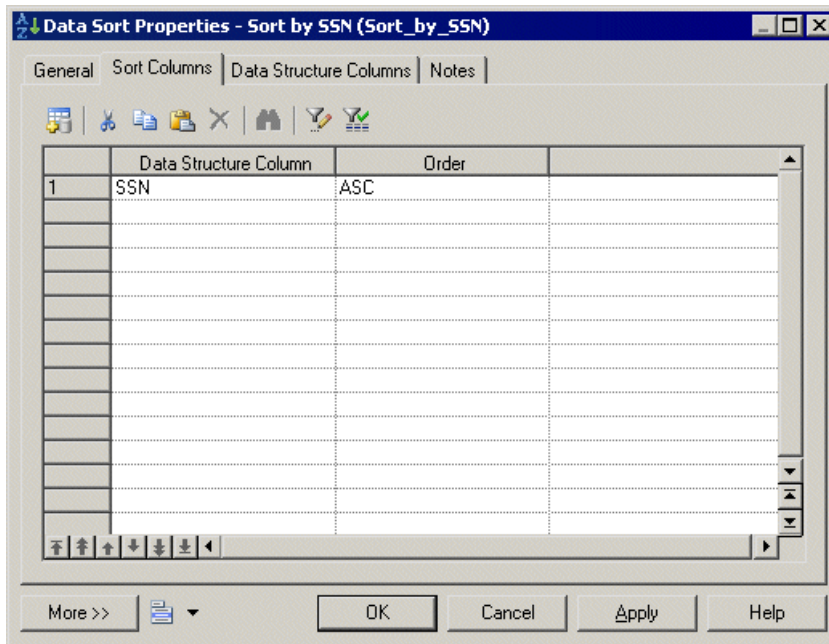 Data Sort Properties - Sort by SSN (Sort_by_SSN)
General Sort Columns Data Structure Columns Notes
Data Structure Column Order
1 SSN ASC
More >> OK Cancel Apply Help